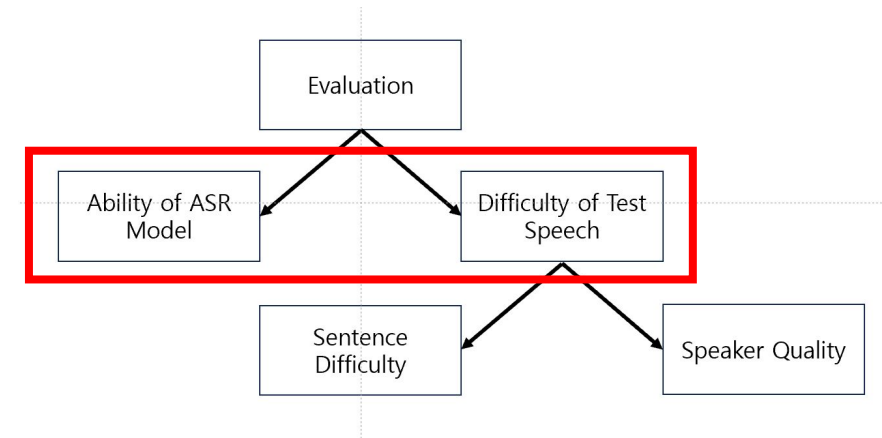 Evaluation
Ability of ASR
Model
Difficulty of Test
Speech
Sentence
Difficulty
Speaker Quality